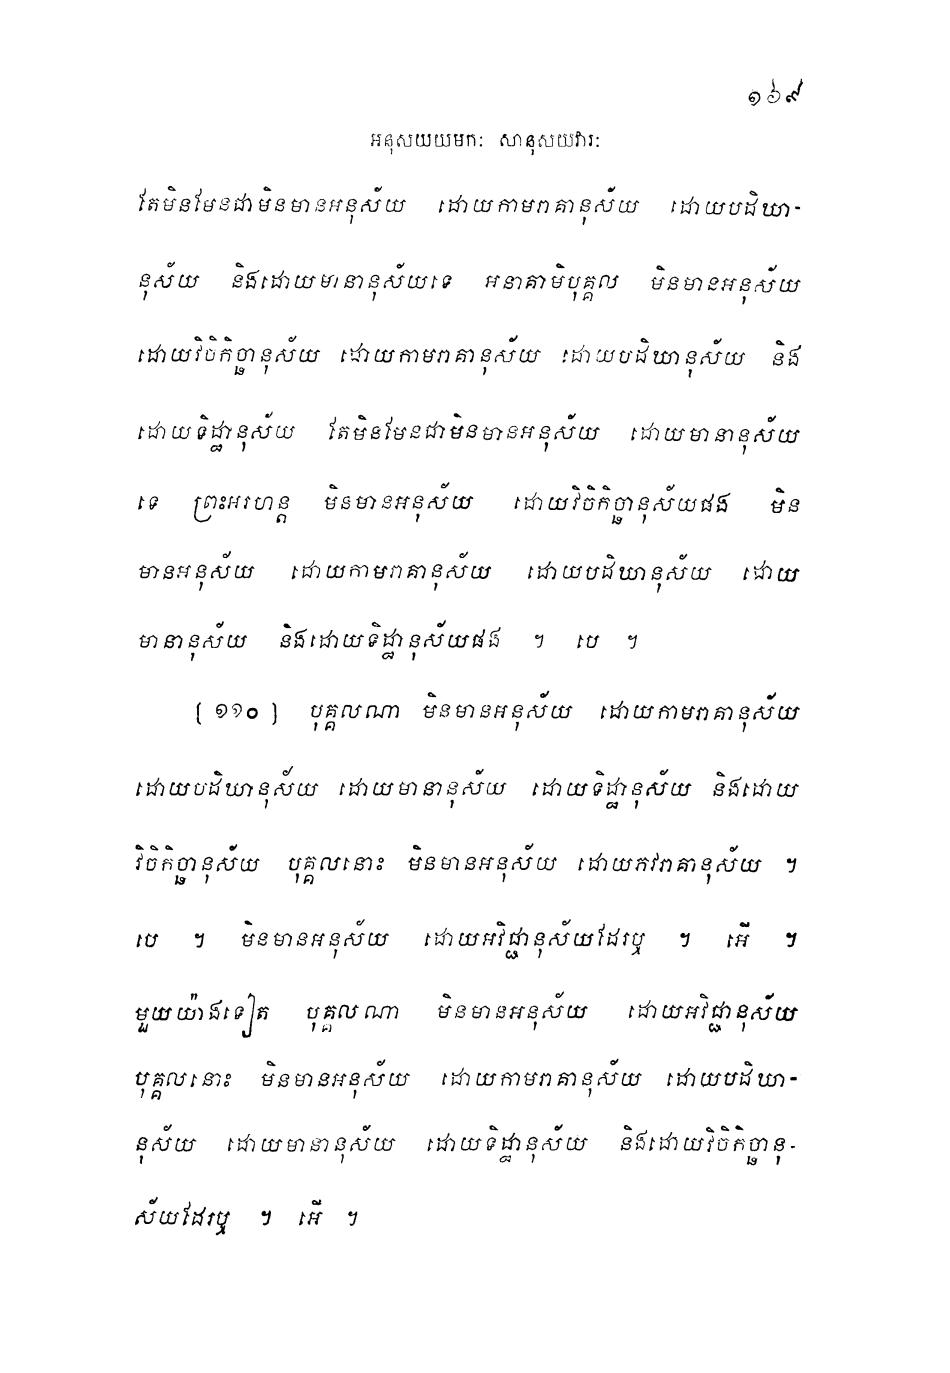 ១៦៩
អនុសយយមកៈ សានុសយវារៈ
តែមិនមែនជាមិនមានអនុស័យ ដោយកាមរាគានុស័យ ដោយបដិឃា-
នុស័យ និងដោយមានានុស័យទេ អនាគាមិបុគ្គល មិនមានអនុស័យ
ដោយវិចិកិច្ឆានុស័យ ដោយកាមរាគានុស័យ ដោយបដិឃានុស័យ និង
ដោយទិដ្ឋានុស័យ តែមិនមែនជាមិនមានអនុស័យ ដោយមានានុស័យ
ទេ ព្រះអរហន្ត មិនមានអនុស័យ ដោយវិចិកិច្ឆានុស័យផង មិន
មានអនុស័យ ដោយកាមរាគានុស័យ ដោយបដិឃានុស័យ ដោយ
មានានុស័យ និងដោយទិដ្ឋានុស័យផង ។ បេ ។
[ ១១០ ] បុគ្គលណា មិនមានអនុស័យ ដោយកាមរាគានុស័យ
ដោយបដិឃានុស័យ ដោយមានានុស័យ ដោយទិដ្ឋានុស័យ និងដោយ
វិចិកិច្ឆានុស័យ បុគ្គលនោះ មិនមានអនុស័យ ដោយភវរាគានុស័យ ។
បេ ។ មិនមានអនុស័យ ដោយអវិជ្ជានុស័យដែរឬ ។ អើ ។
មួយយ៉ាងទៀត បុគ្គលណា មិនមានអនុស័យ ដោយអវិជ្ជានុស័យ
បុគ្គលនោះ មិនមានអនុស័យ ដោយកាមរាគានុស័យ ដោយបដិឃា-
នុស័យ ដោយមានានុស័យ ដោយទិដ្ឋានុស័យ និងដោយវិចិកិច្ឆានុ-
ស័យដែរឬ ។ អើ ។